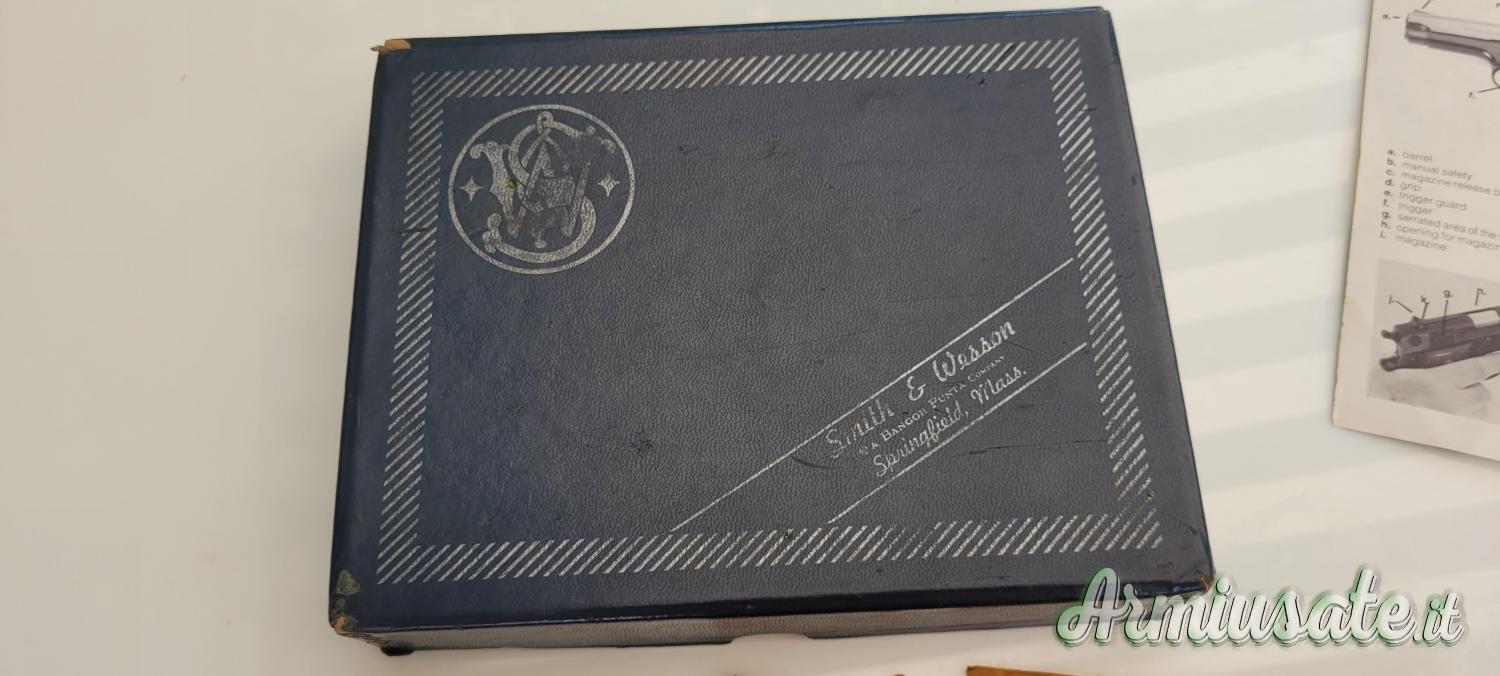 Smith & Wesson
A BANGOR PUNTA COMPANY
Springfield, Mass.
a.
f.
a. barrel
b. manual safety
c. magazine release b
d. grip
e. trigger guard
f. trigger
g. serrated area of the
h. opening for magazin
i. magazine
j. k. g.
Armiusate.it